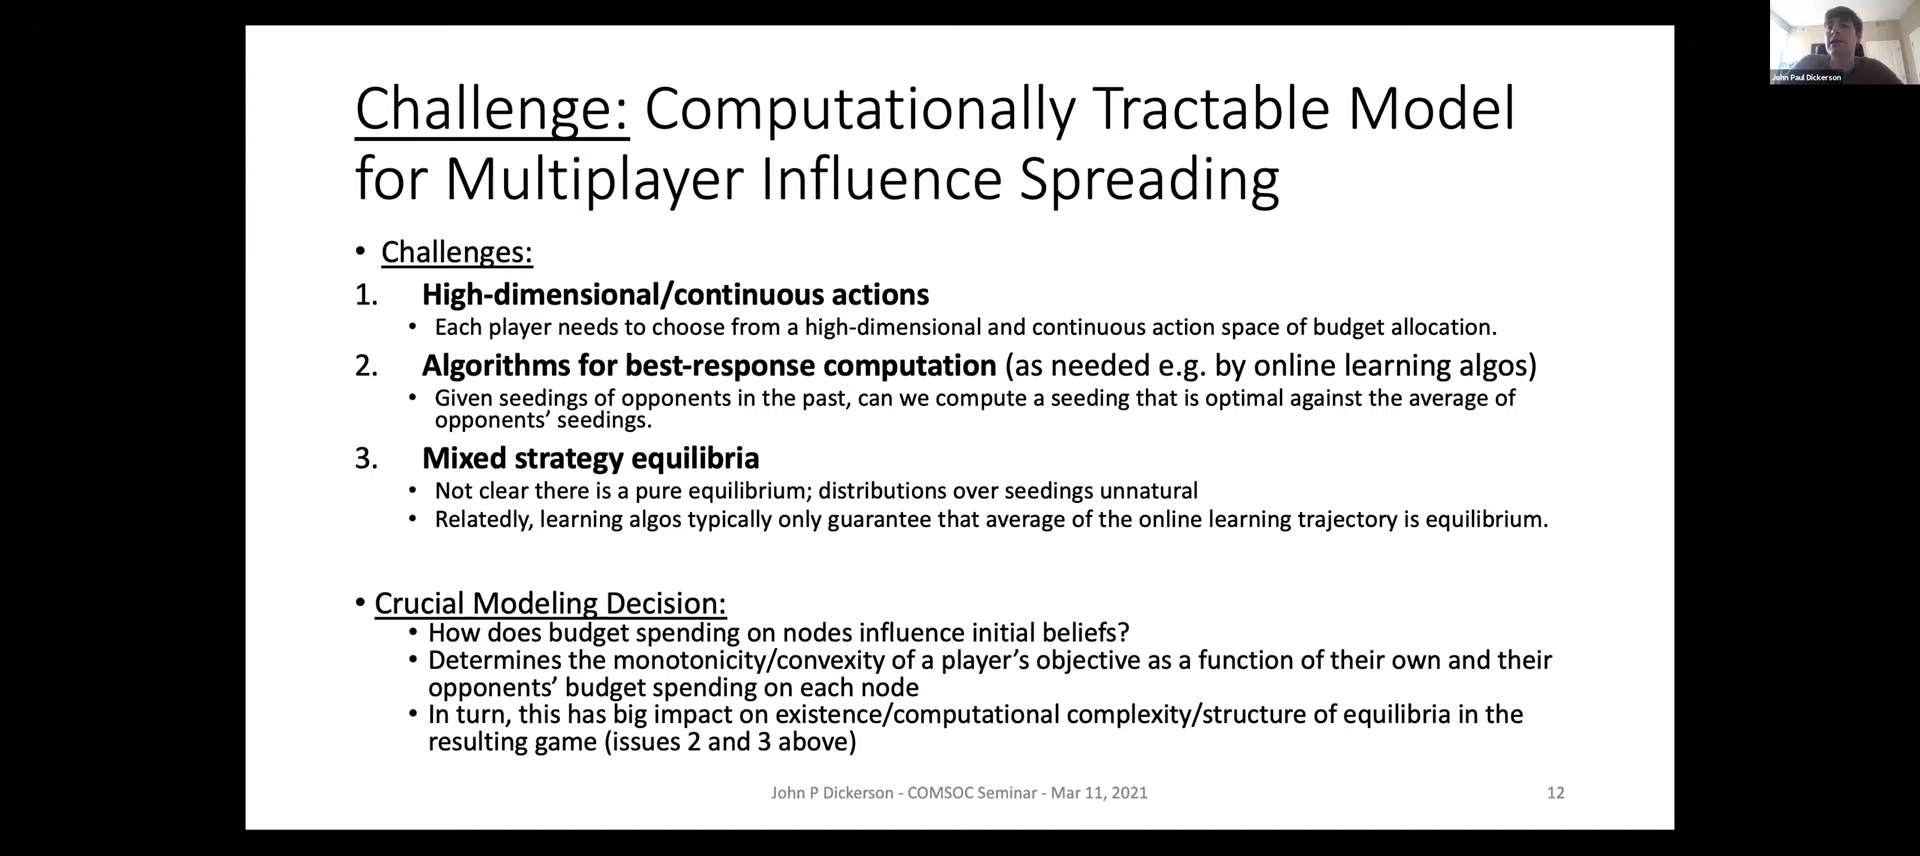 Challenge: Computationally Tractable Model
for Multiplayer Influence Spreading
• Challenges:
1. High-dimensional/continuous actions
• Each player needs to choose from a high-dimensional and continuous action space of budget allocation.
2. Algorithms for best-response computation (as needed e.g. by online learning algos)
• Given seedings of opponents in the past, can we compute a seeding that is optimal against the average of
opponents’ seedings.
3. Mixed strategy equilibria
• Not clear there is a pure equilibrium; distributions over seedings unnatural
• Relatedly, learning algos typically only guarantee that average of the online learning trajectory is equilibrium.
• Crucial Modeling Decision:
• How does budget spending on nodes influence initial beliefs?
• Determines the monotonicity/convexity of a player’s objective as a function of their own and their
opponents’ budget spending on each node
• In turn, this has big impact on existence/computational complexity/structure of equilibria in the
resulting game (issues 2 and 3 above)
John P Dickerson - COMSOC Seminar - Mar 11, 2021
12
John Paul Dickerson